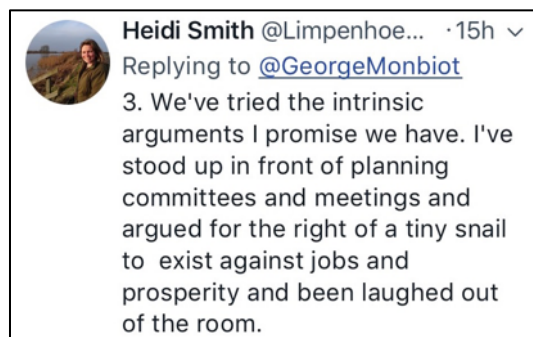 Heidi Smith @Limpenhoe... · 15h
Replying to @GeorgeMonbiot
3. We've tried the intrinsic
arguments I promise we have. I've
stood up in front of planning
committees and meetings and
argued for the right of a tiny snail
to exist against jobs and
prosperity and been laughed out
of the room.